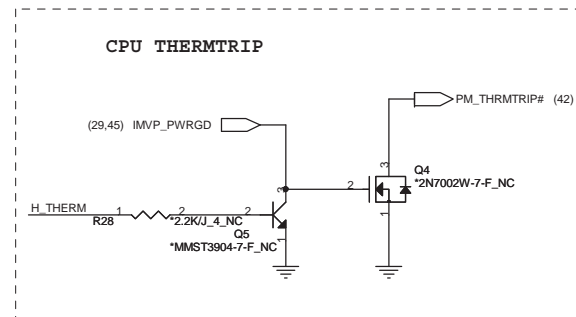 CPU THERMTRIP
PM_THRMTRIP# (42)
(29,45) IMVP_PWRGD
3
3
Q4
*2N7002W-7-F_NC
2
1
H_THERM 1 2 2
R28 *2.2K/J_4_NC
Q5
1
*MMST3904-7-F_NC